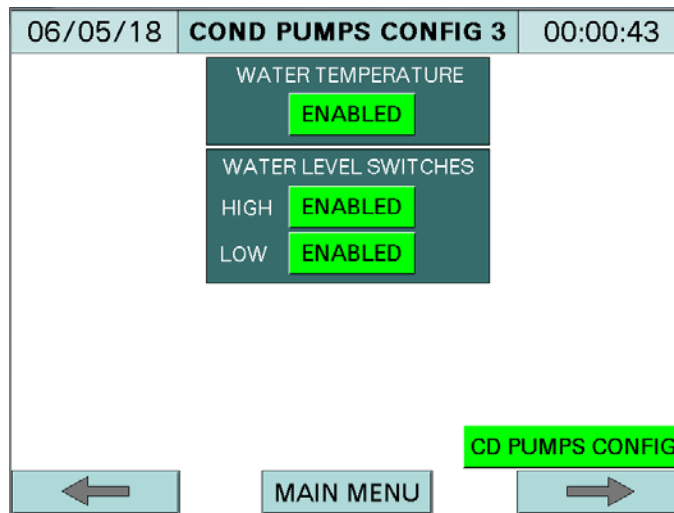 06/05/18 COND PUMPS CONFIG 3 00:00:43
WATER TEMPERATURE
ENABLED
WATER LEVEL SWITCHES
HIGH ENABLED
LOW ENABLED
CD PUMPS CONFIG
MAIN MENU